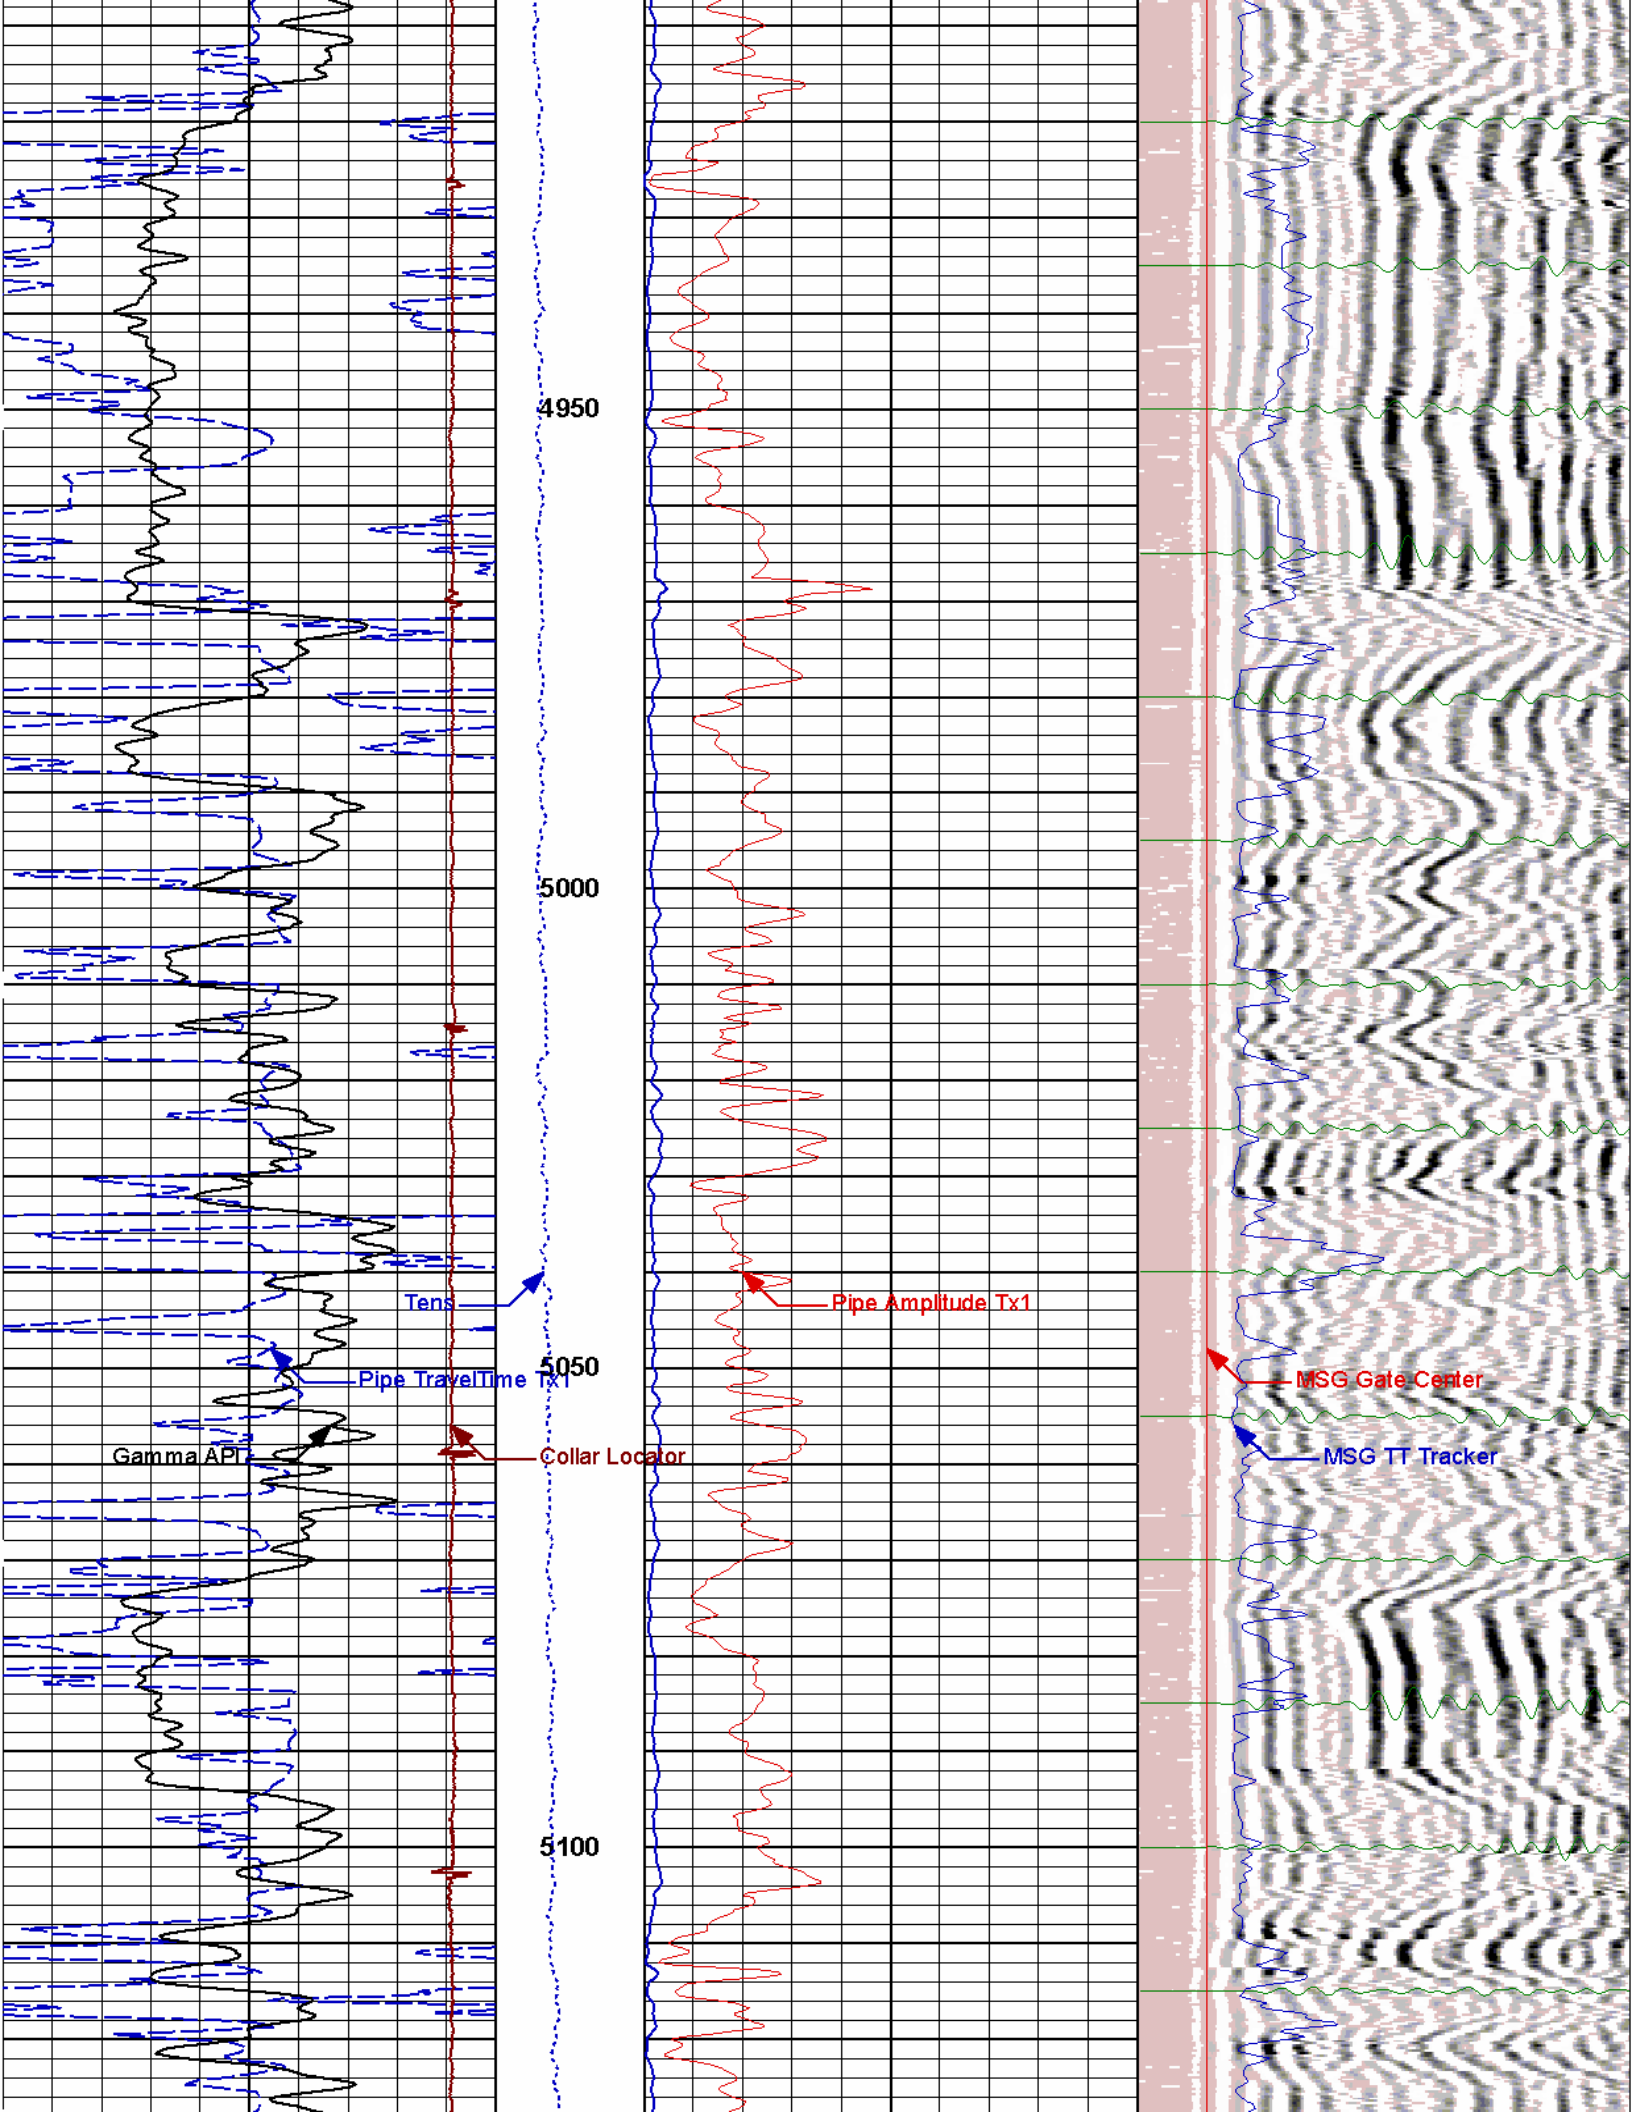 4950
5000
Tens
Pipe Amplitude Tx1
5050
Pipe TravelTime Tx1
MSG Gate Center
Gamma API
Collar Locator
MSG TT Tracker
5100